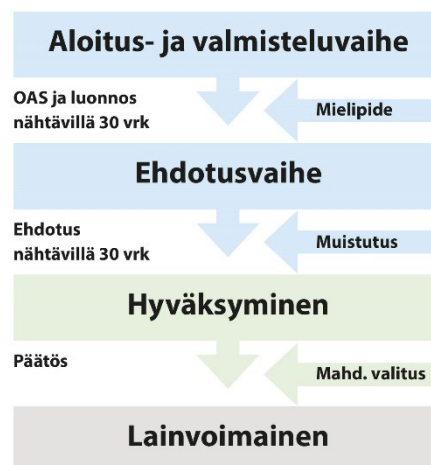 Aloitus- ja valmisteluvaihe
OAS ja luonnos
nähtävillä 30 vrk
Mielipide
Ehdotusvaihe
Ehdotus
nähtävillä 30 vrk
Muistutus
Hyväksyminen
Päätös
Mahd. valitus
Lainvoimainen